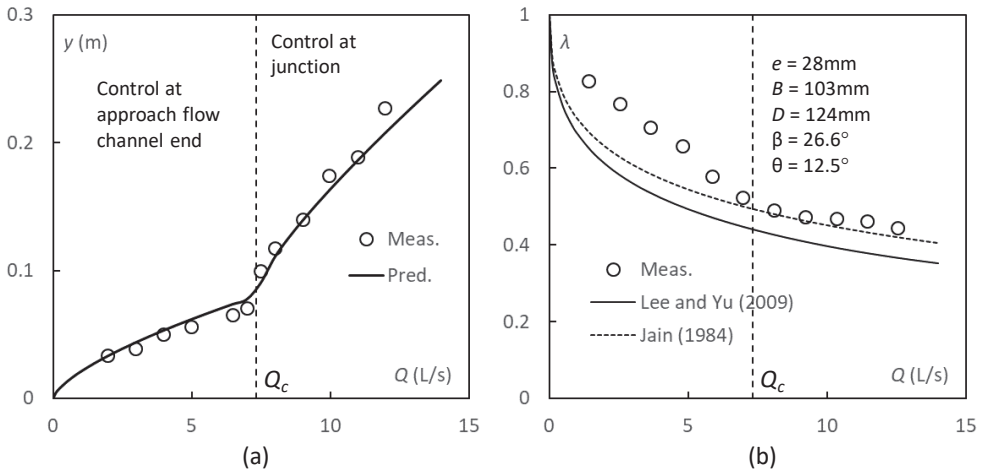 0.3
0.2
0.1
0
y (m)
Control at
junction
Control at
approach flow
channel end
Meas.
Pred.
Qc
Q (L/s)
0
5
10
15
(a)
1
0.8
0.6
0.4
0.2
0
λ
e = 28mm
B = 103mm
D = 124mm
β = 26.6°
θ = 12.5°
Meas.
Lee and Yu (2009)
Jain (1984)
Qc
Q (L/s)
0
5
10
15
(b)